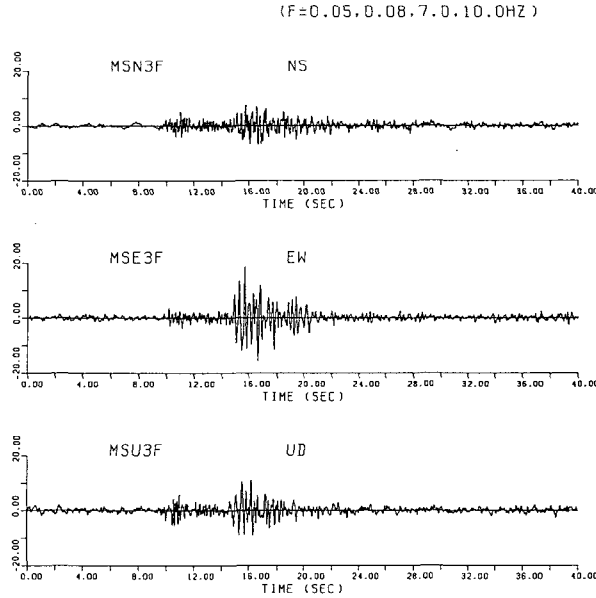 (F=0.05,0.08,7.0,10.0HZ)
MSN3F NS
20.00
0.00
-20.00
0.00 4.00 8.00 12.00 16.00 20.00 24.00 28.00 32.00 36.00 40.00
TIME (SEC)
MSE3F EW
20.00
0.00
-20.00
0.00 4.00 8.00 12.00 16.00 20.00 24.00 28.00 32.00 36.00 40.00
TIME (SEC)
MSU3F UD
20.00
0.00
-20.00
0.00 4.00 8.00 12.00 16.00 20.00 24.00 28.00 32.00 36.00 40.00
TIME (SEC)